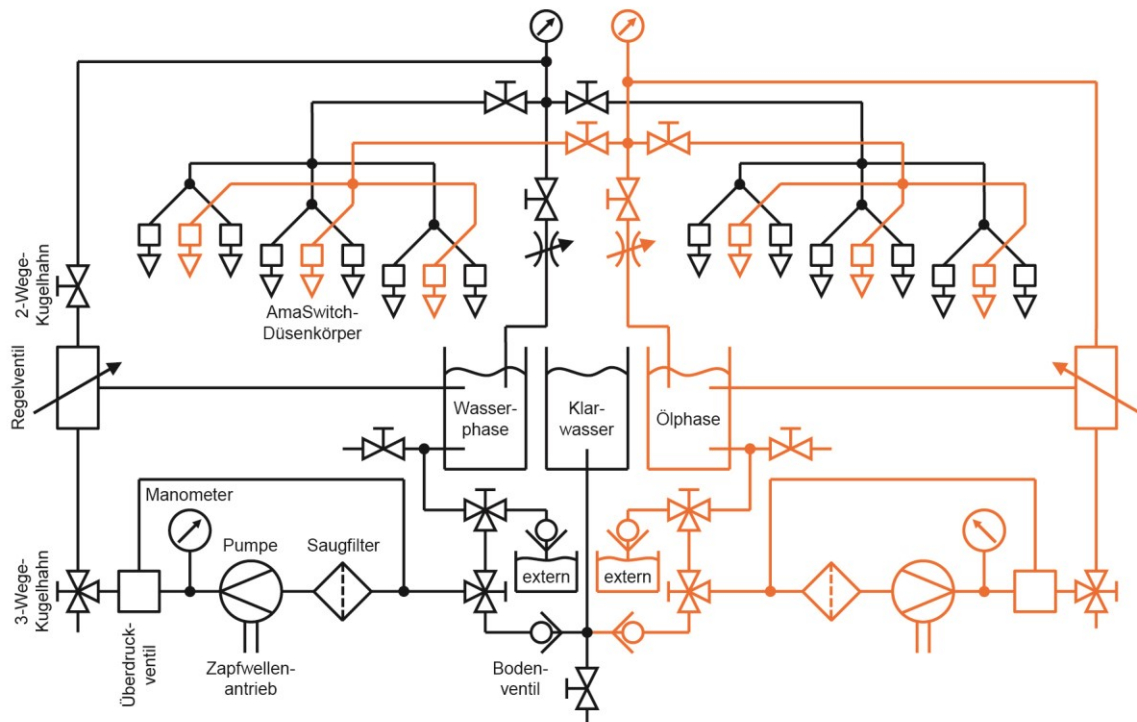 2-Wege-
Kugelhahn
AmaSwitch-
Düsenkörper
Regelventil
Wasser-
phase
Klar-
wasser
Ölphase
Manometer
Pumpe
Saugfilter
extern
extern
3-Wege-
Kugelhahn
Überdruck-
ventil
Zapfwellen-
antrieb
Boden-
ventil